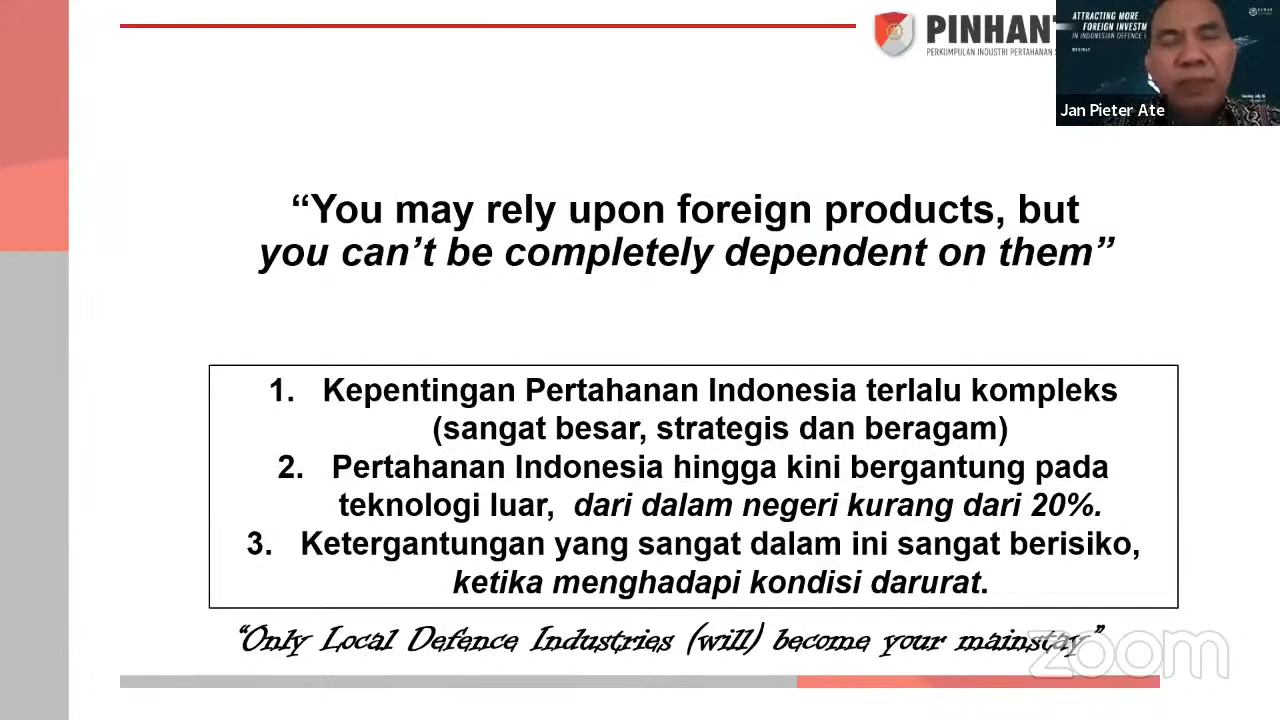 PINHANT
PERKUMPULAN INDUSTRI PERTAHANAN
ATTRACTING MORE
FOREIGN INVESTM
IN INDONESIAN DEFENCE
WEBINAR
Jan Pieter Ate
“You may rely upon foreign products, but
you can’t be completely dependent on them”
1. Kepentingan Pertahanan Indonesia terlalu kompleks
(sangat besar, strategis dan beragam)
2. Pertahanan Indonesia hingga kini bergantung pada
teknologi luar, dari dalam negeri kurang dari 20%.
3. Ketergantungan yang sangat dalam ini sangat berisiko,
ketika menghadapi kondisi darurat.
“Only Local Defence Industries (will) become your mainstay”
zoom